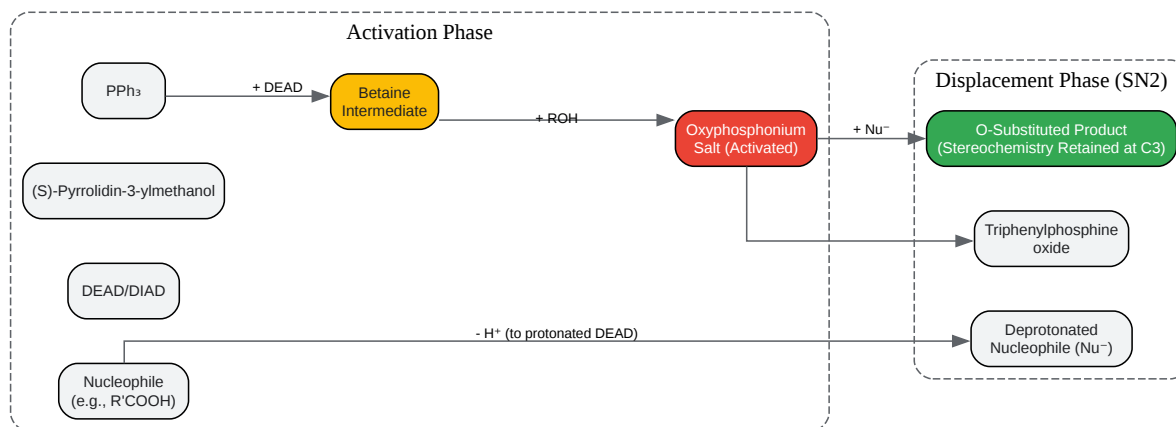 Activation Phase
PPh₃
+ DEAD
Betaine
Intermediate
+ ROH
Oxyphosphonium
Salt (Activated)
+ Nu⁻
Displacement Phase (SN2)
O-Substituted Product
(Stereochemistry Retained at C3)
(S)-Pyrrolidin-3-ylmethanol
Triphenylphosphine
oxide
DEAD/DIAD
- H⁺ (to protonated DEAD)
Deprotonated
Nucleophile (Nu⁻)
Nucleophile
(e.g., R'COOH)